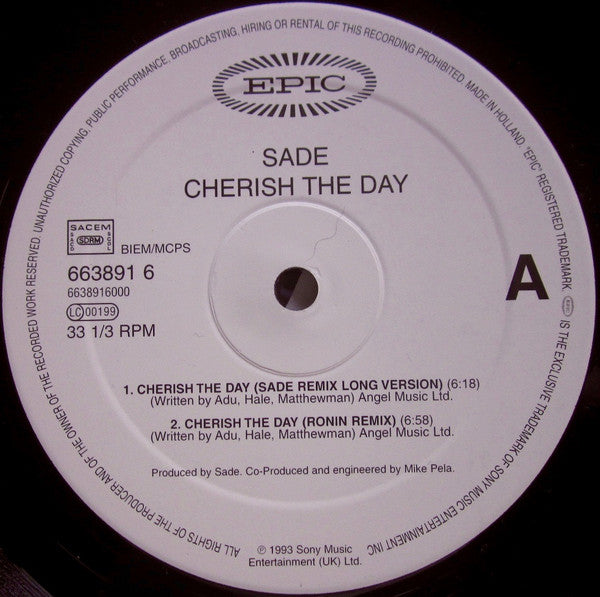 ALL RIGHTS OF THE PRODUCER AND OF THE OWNER OF THE RECORDED WORK RESERVED. UNAUTHORIZED COPYING. PUBLIC PERFORMANCE. BROADCASTING. HIRING OR RENTAL OF THIS RECORDING PROHIBITED. MADE IN HOLLAND. "EPIC" REGISTERED TRADEMARK. EPIC IS THE EXCLUSIVE TRADEMARK OF SONY MUSIC ENTERTAINMENT INC
EPIC
SADE
CHERISH THE DAY
SACEM
SACD SDRM SGDL
BIEM/MCPS
663891 6
6638916000
LC 00199
33 1/3 RPM
A
1. CHERISH THE DAY (SADE REMIX LONG VERSION) (6:18)
(Written by Adu, Hale, Matthewman) Angel Music Ltd.
2. CHERISH THE DAY (RONIN REMIX) (6:58)
(Written by Adu, Hale, Matthewman) Angel Music Ltd.
Produced by Sade. Co-Produced and engineered by Mike Pela.
℗ 1993 Sony Music
Entertainment (UK) Ltd.